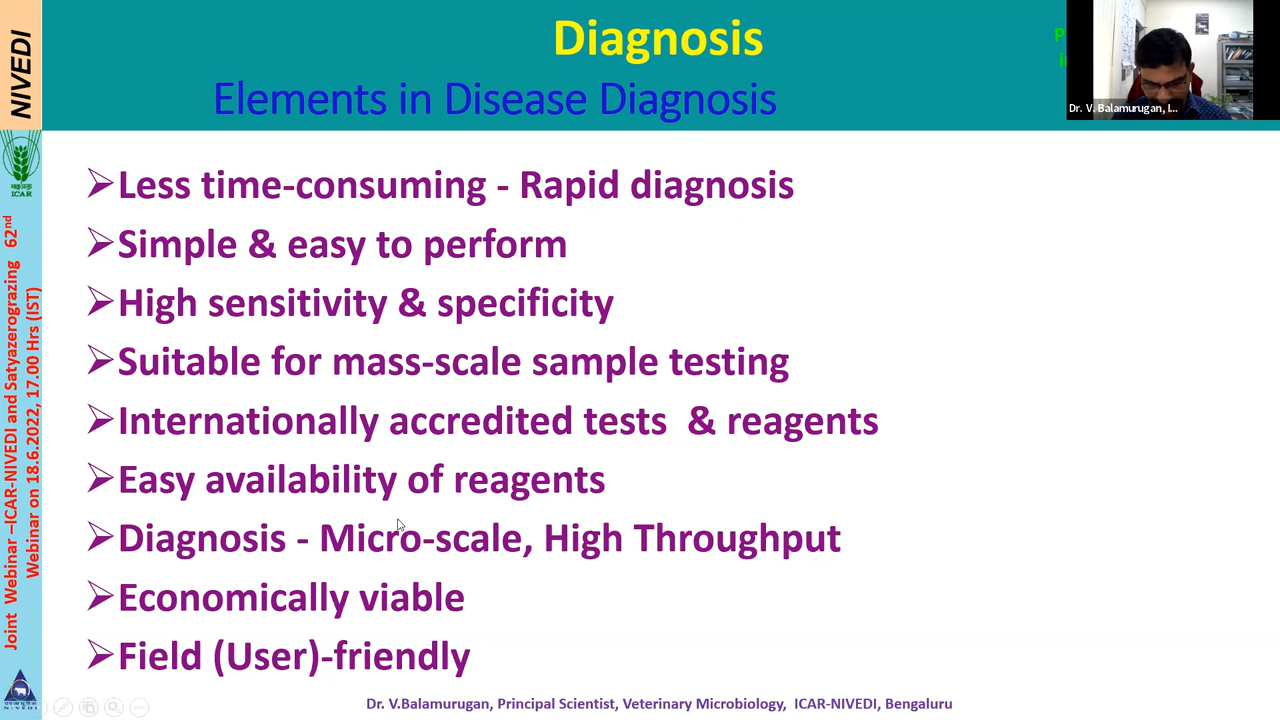 Diagnosis
Elements in Disease Diagnosis
NIVEDI
ICAR
Joint Webinar –ICAR-NIVEDI and Satyazerograzing 62nd
Webinar on 18.6.2022, 17.00 Hrs (IST)
Dr. V. Balamurugan, I...
➢Less time-consuming - Rapid diagnosis
➢Simple & easy to perform
➢High sensitivity & specificity
➢Suitable for mass-scale sample testing
➢Internationally accredited tests & reagents
➢Easy availability of reagents
➢Diagnosis - Micro-scale, High Throughput
➢Economically viable
➢Field (User)-friendly
Dr. V.Balamurugan, Principal Scientist, Veterinary Microbiology, ICAR-NIVEDI, Bengaluru